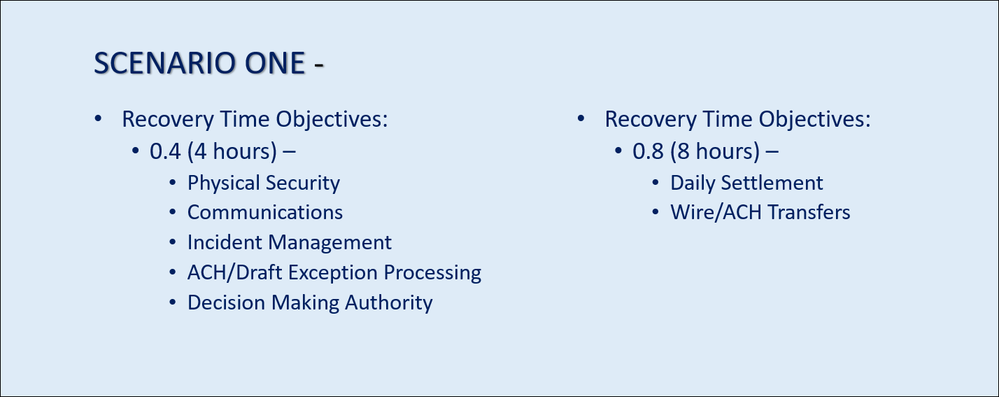 SCENARIO ONE -
• Recovery Time Objectives:
• 0.4 (4 hours) –
• Physical Security
• Communications
• Incident Management
• ACH/Draft Exception Processing
• Decision Making Authority
• Recovery Time Objectives:
• 0.8 (8 hours) –
• Daily Settlement
• Wire/ACH Transfers